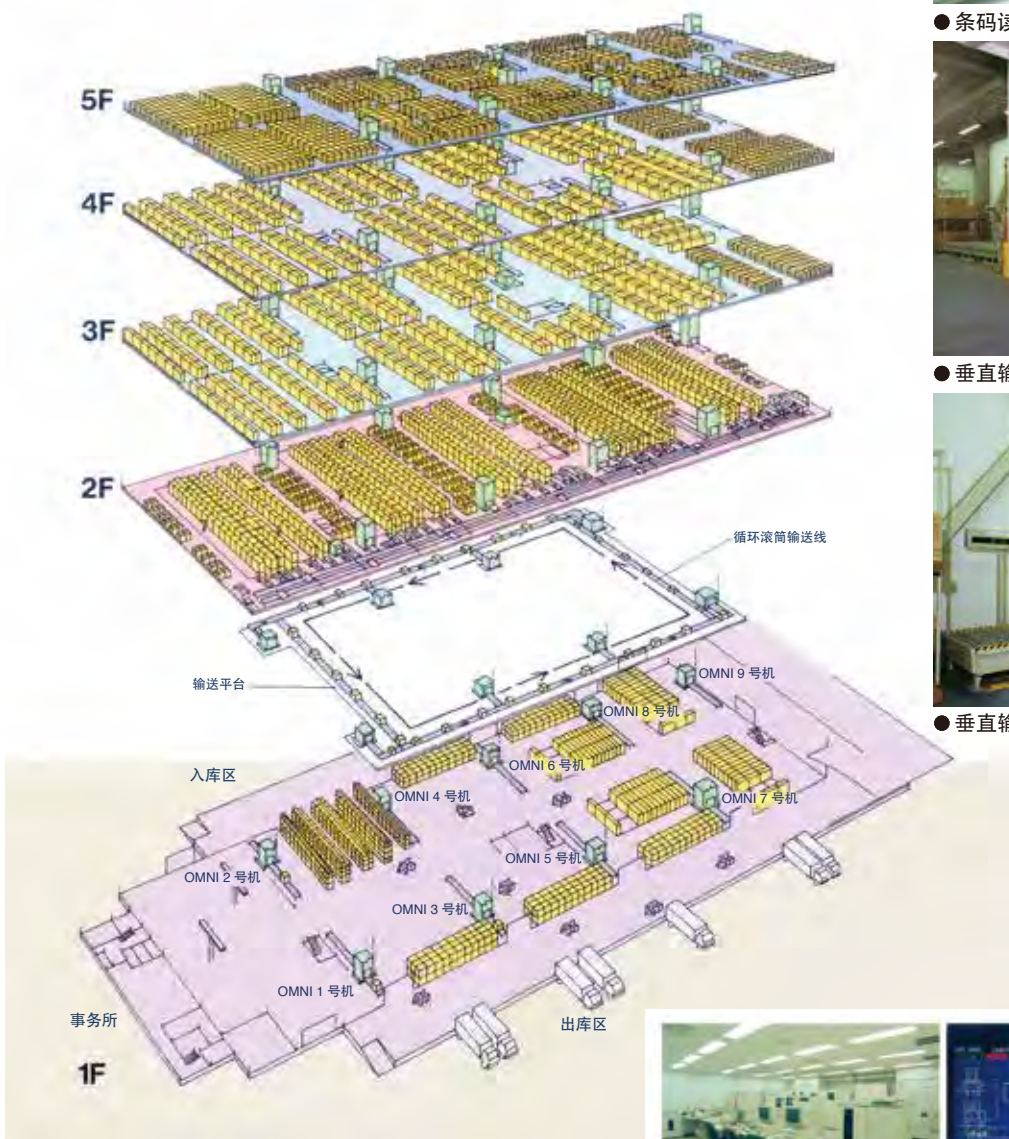 5F
4F
3F
2F
循环滚筒输送线
输送平台
OMNI 9 号机
OMNI 8 号机
入库区
OMNI 6 号机
OMNI 4 号机
OMNI 7 号机
OMNI 5 号机
OMNI 2 号机
OMNI 3 号机
OMNI 1 号机
事务所
出库区
1F
● 条码读
● 垂直输
● 垂直输